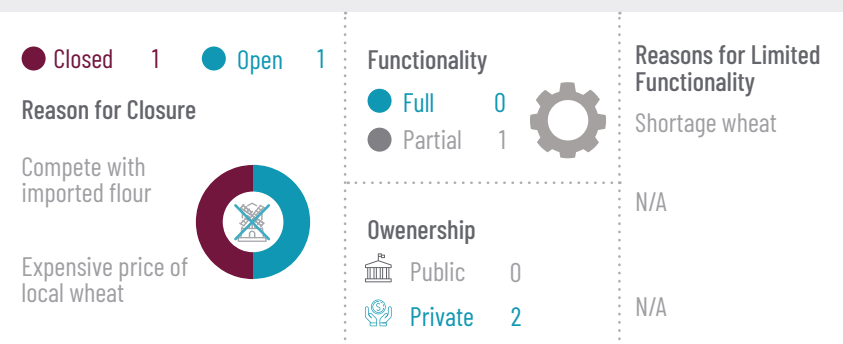 Closed 1 Open 1
Reason for Closure
Compete with
imported flour
Expensive price of
local wheat
Functionality
Full 0
Partial 1
Owenership
Public 0
Private 2
Reasons for Limited
Functionality
Shortage wheat
N/A
N/A